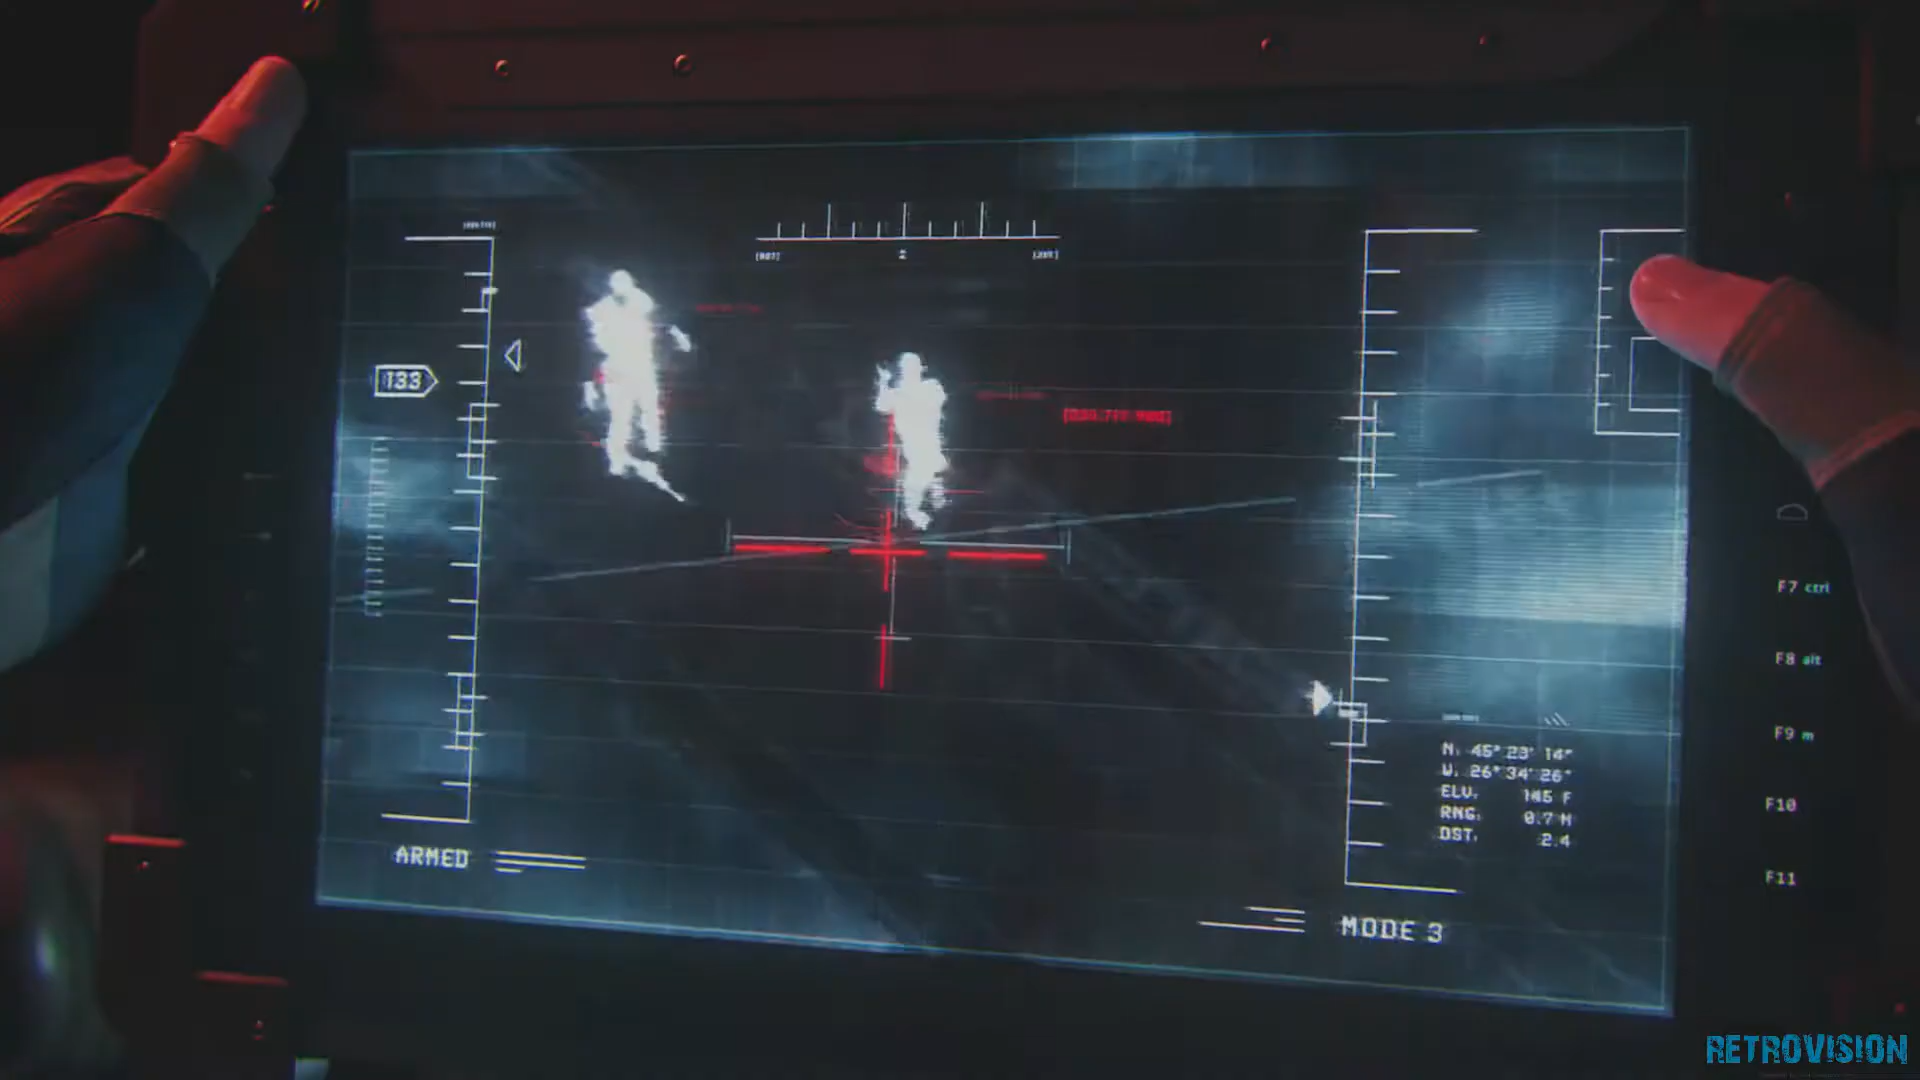 133
ARMED
N. 45° 23' 14"
W. 26° 34' 26"
ELV. 145 F
RNG. 0.7 M
DST. 2.4
MODE 3
F7 ctrl
F8 alt
F9 m
F10
F11
RETROVISION